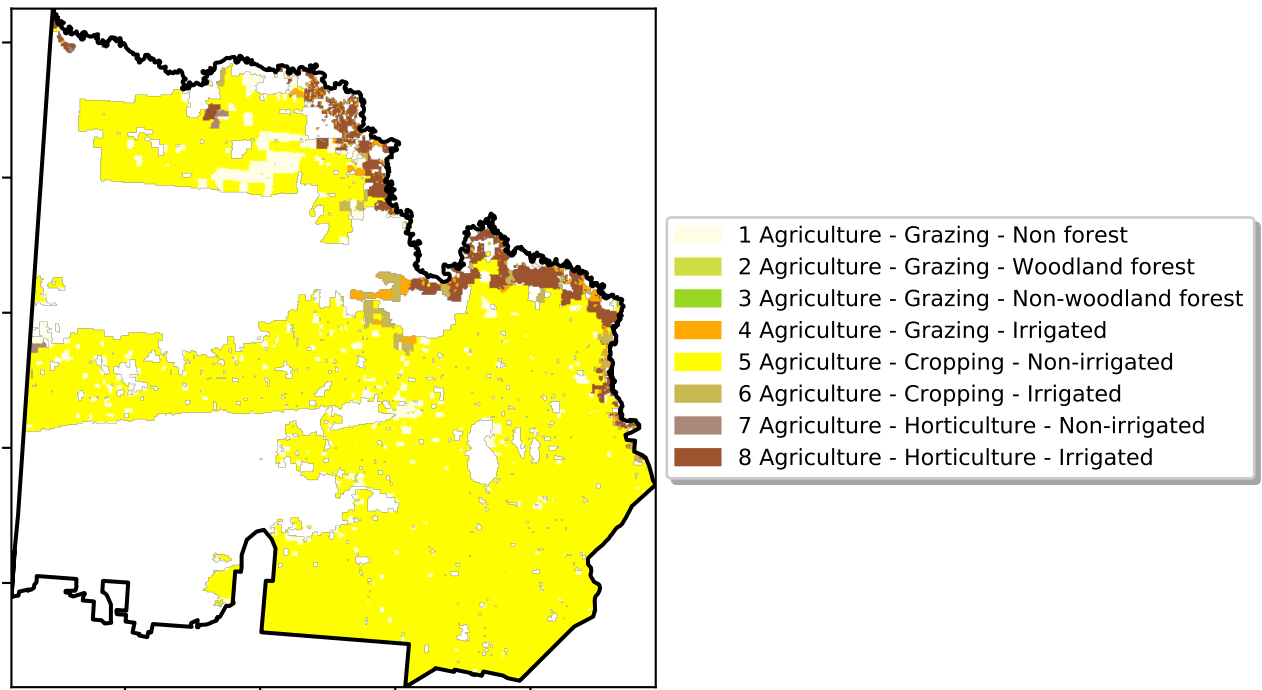 1 Agriculture - Grazing - Non forest
2 Agriculture - Grazing - Woodland forest
3 Agriculture - Grazing - Non-woodland forest
4 Agriculture - Grazing - Irrigated
5 Agriculture - Cropping - Non-irrigated
6 Agriculture - Cropping - Irrigated
7 Agriculture - Horticulture - Non-irrigated
8 Agriculture - Horticulture - Irrigated